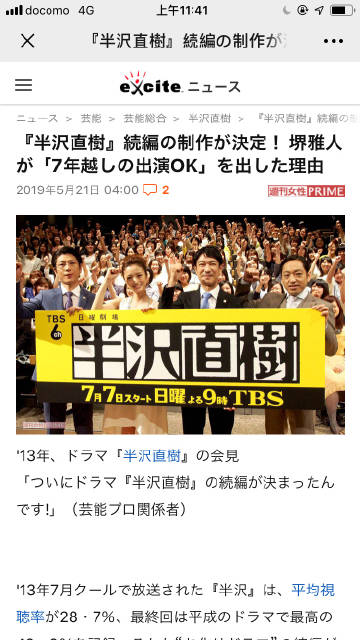 docomo 4G 上午11:41
『半沢直樹』続編の制作が
excite. ニュース
ニュース > 芸能 > 芸能総合 > 半沢直樹 > 『半沢直樹』続編の
『半沢直樹』続編の制作が決定！ 堺雅人
が「7年越しの出演OK」を出した理由
2019年5月21日 04:00 2
週刊女性PRIME
TBS
6ch
日曜劇場
半沢直樹
7月7日スタート 日曜よる9時 TBS
'13年、ドラマ『半沢直樹』の会見
「ついにドラマ『半沢直樹』の続編が決まったん
です!」（芸能プロ関係者）
'13年7月クールで放送された『半沢』は、平均視
聴率が28・7%、最終回は平成のドラマで最高の